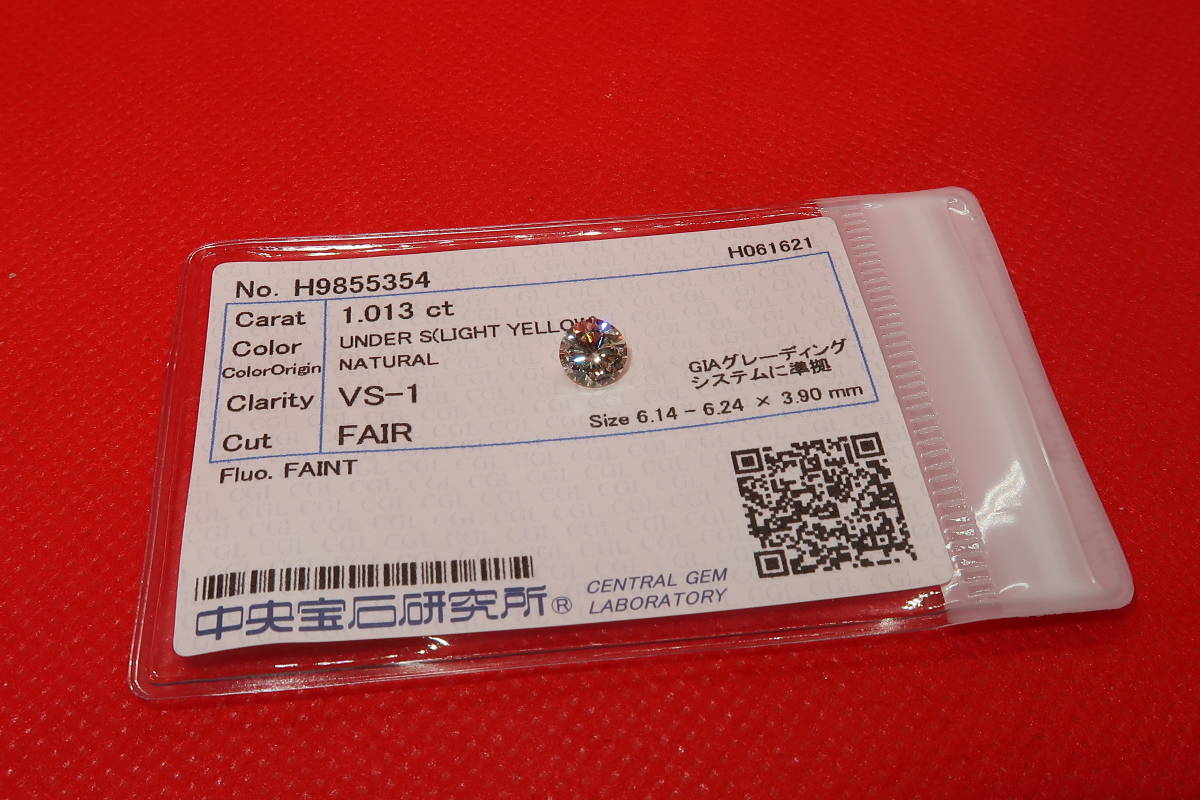 No. H9855354
H061621
Carat 1.013 ct
Color UNDER S(LIGHT YELLOW)
ColorOrigin NATURAL
Clarity VS-1
GIAグレーディング
システムに準拠
Cut FAIR
Size 6.14 - 6.24 × 3.90 mm
Fluo. FAINT
中央宝石研究所®
CENTRAL GEM
LABORATORY